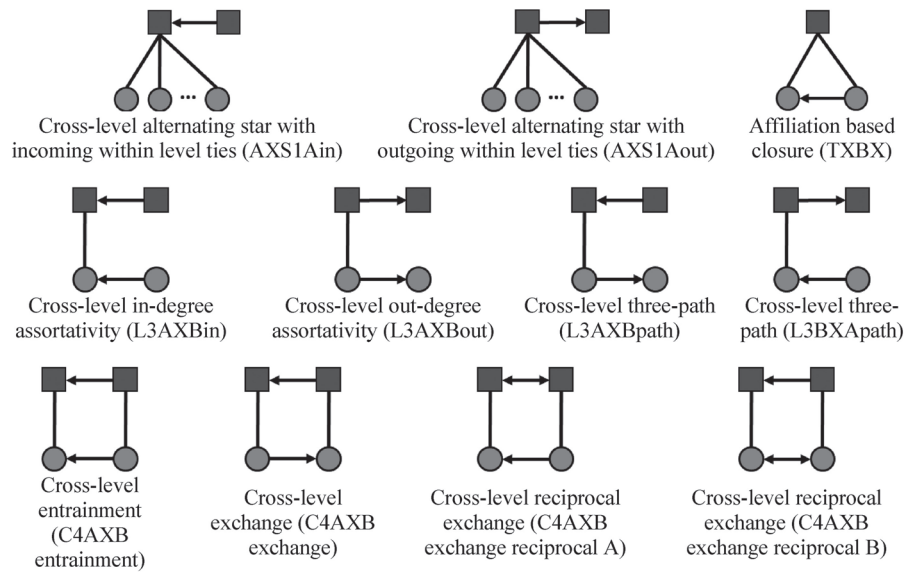 ...
Cross-level alternating star with
incoming within level ties (AXS1Ain)
...
Cross-level alternating star with
outgoing within level ties (AXS1Aout)
Affiliation based
closure (TXBX)
Cross-level in-degree
assortativity (L3AXBin)
Cross-level out-degree
assortativity (L3AXBout)
Cross-level three-path
(L3AXBpath)
Cross-level three-
path (L3BXApath)
Cross-level
entrainment
(C4AXB
entrainment)
Cross-level
exchange (C4AXB
exchange)
Cross-level reciprocal
exchange (C4AXB
exchange reciprocal A)
Cross-level reciprocal
exchange (C4AXB
exchange reciprocal B)